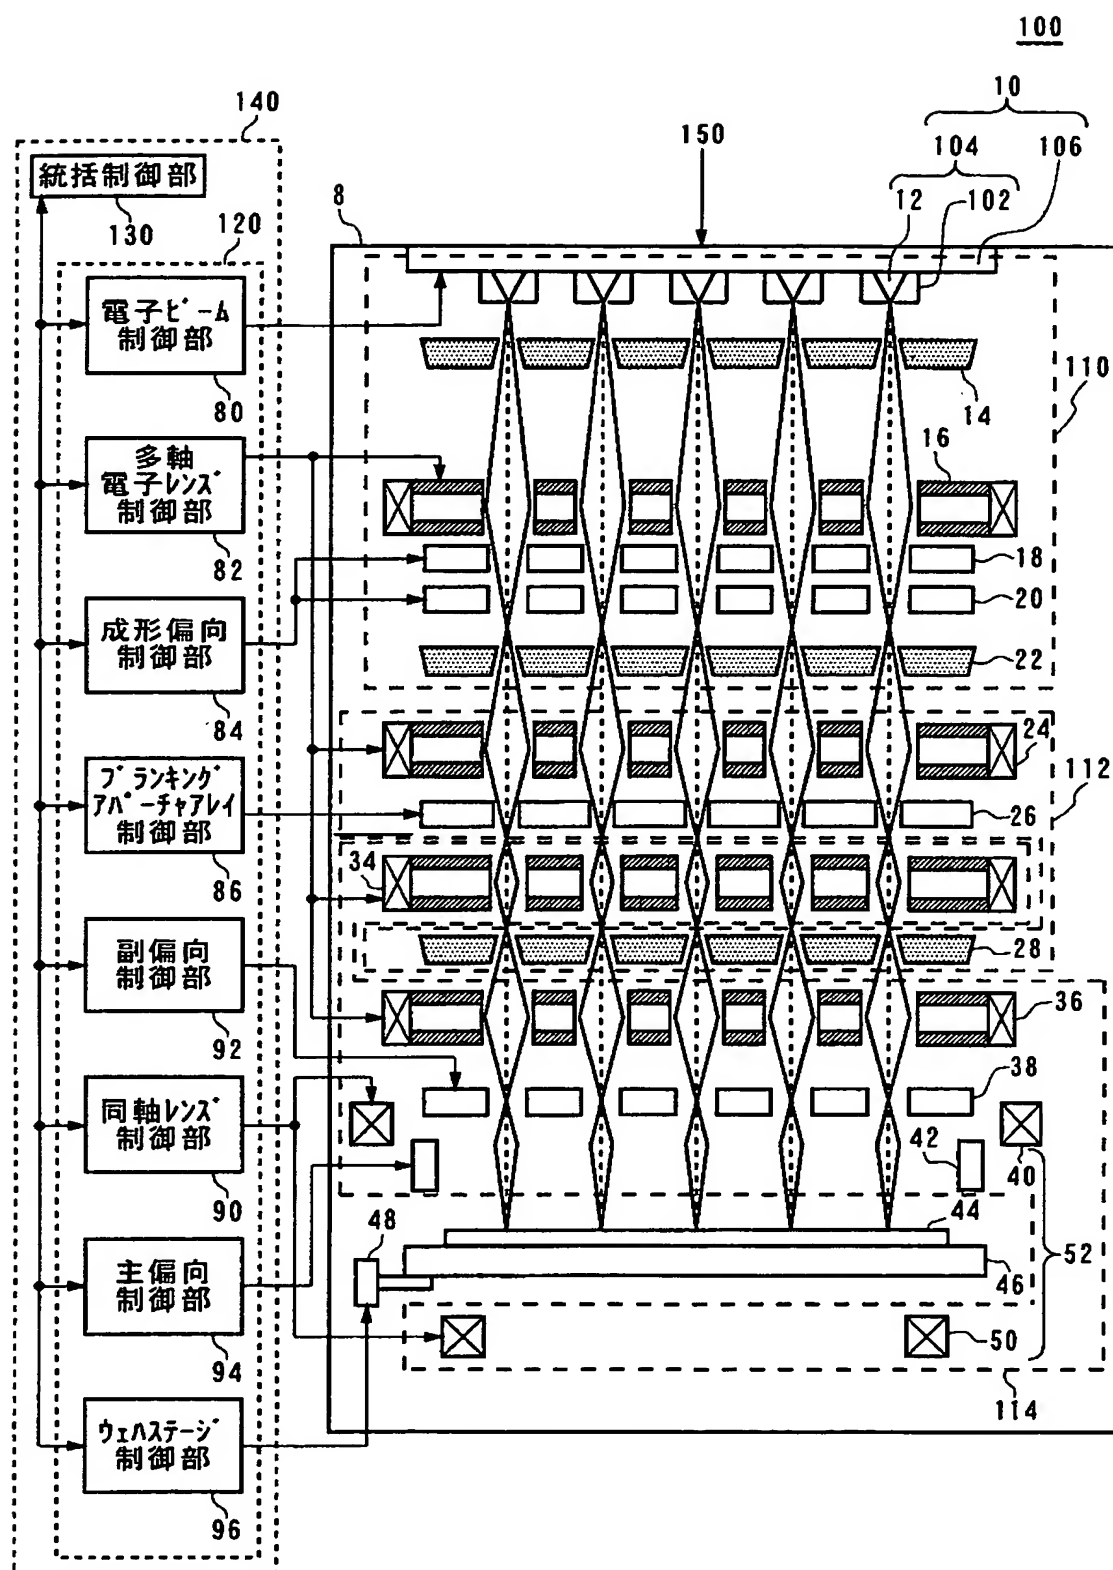 100
10
104
106
12
102
150
8
140
統括制御部
130
120
電子ビーム
制御部
80
多軸
電子レンズ
制御部
82
成形偏向
制御部
84
ブランキング
アパーチャアレイ
制御部
86
副偏向
制御部
92
同軸レンズ
制御部
90
主偏向
制御部
94
ウェハステージ
制御部
96
14
110
16
18
20
22
24
112
26
34
28
36
38
42
40
44
48
46
52
50
114